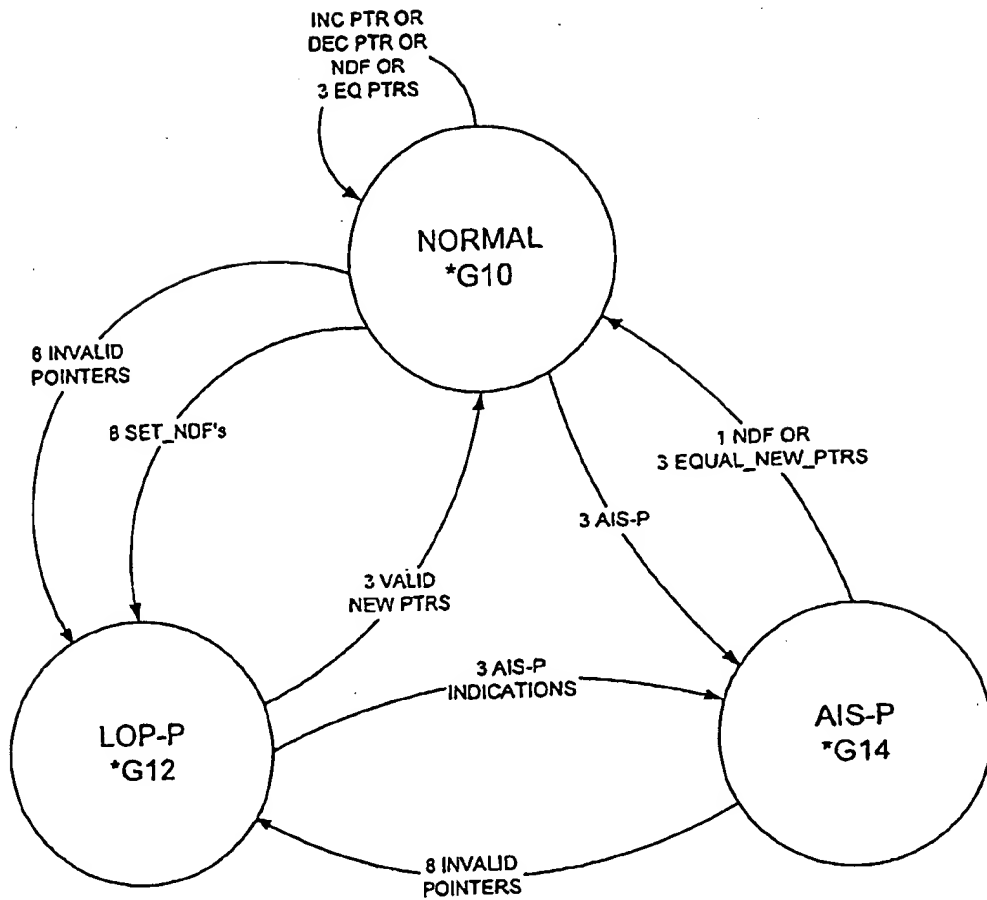 INC PTR OR
DEC PTR OR
NDF OR
3 EQ PTRS
NORMAL
*G10
8 INVALID
POINTERS
8 SET_NDF's
1 NDF OR
3 EQUAL_NEW_PTRS
3 AIS-P
3 VALID
NEW PTRS
3 AIS-P
INDICATIONS
LOP-P
*G12
AIS-P
*G14
8 INVALID
POINTERS